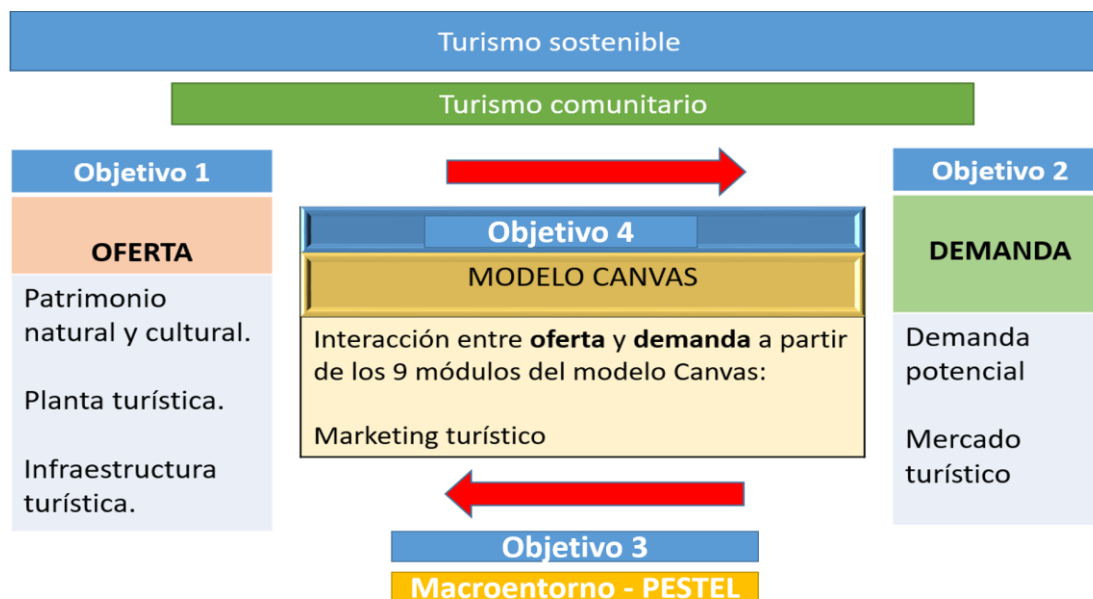 Turismo sostenible
Turismo comunitario
Objetivo 1
OFERTA
Patrimonio
natural y cultural.
Planta turística.
Infraestructura
turística.
Objetivo 4
MODELO CANVAS
Interacción entre oferta y demanda a partir
de los 9 módulos del modelo Canvas:
Marketing turístico
Objetivo 2
DEMANDA
Demanda
potencial
Mercado
turístico
Objetivo 3
Macroentorno - PESTEL